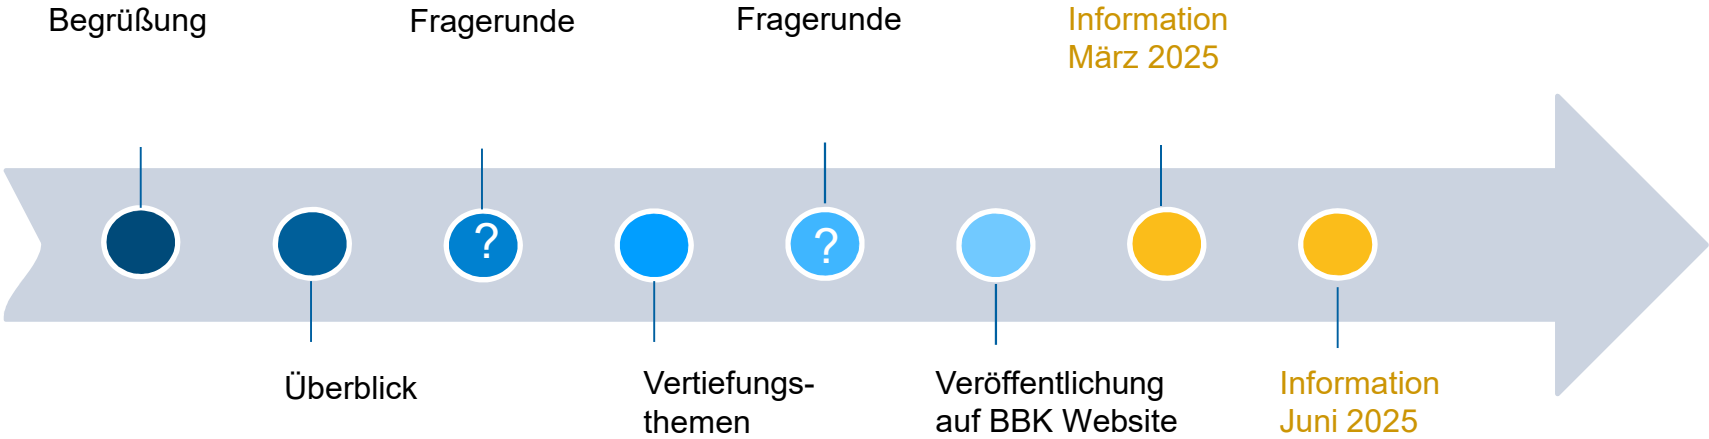 Begrüßung
Fragerunde
Fragerunde
Information
März 2025
?
?
Überblick
Vertiefungs-
themen
Veröffentlichung
auf BBK Website
Information
Juni 2025